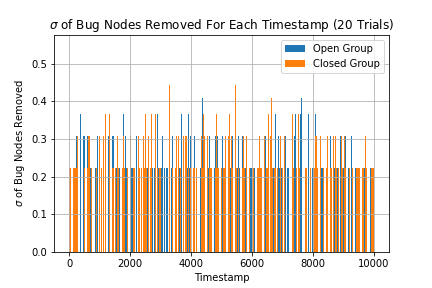 σ of Bug Nodes Removed For Each Timestamp (20 Trials)
Open Group
Closed Group
σ of Bug Nodes Removed
0.5
0.4
0.3
0.2
0.1
0.0
0 2000 4000 6000 8000 10000
Timestamp